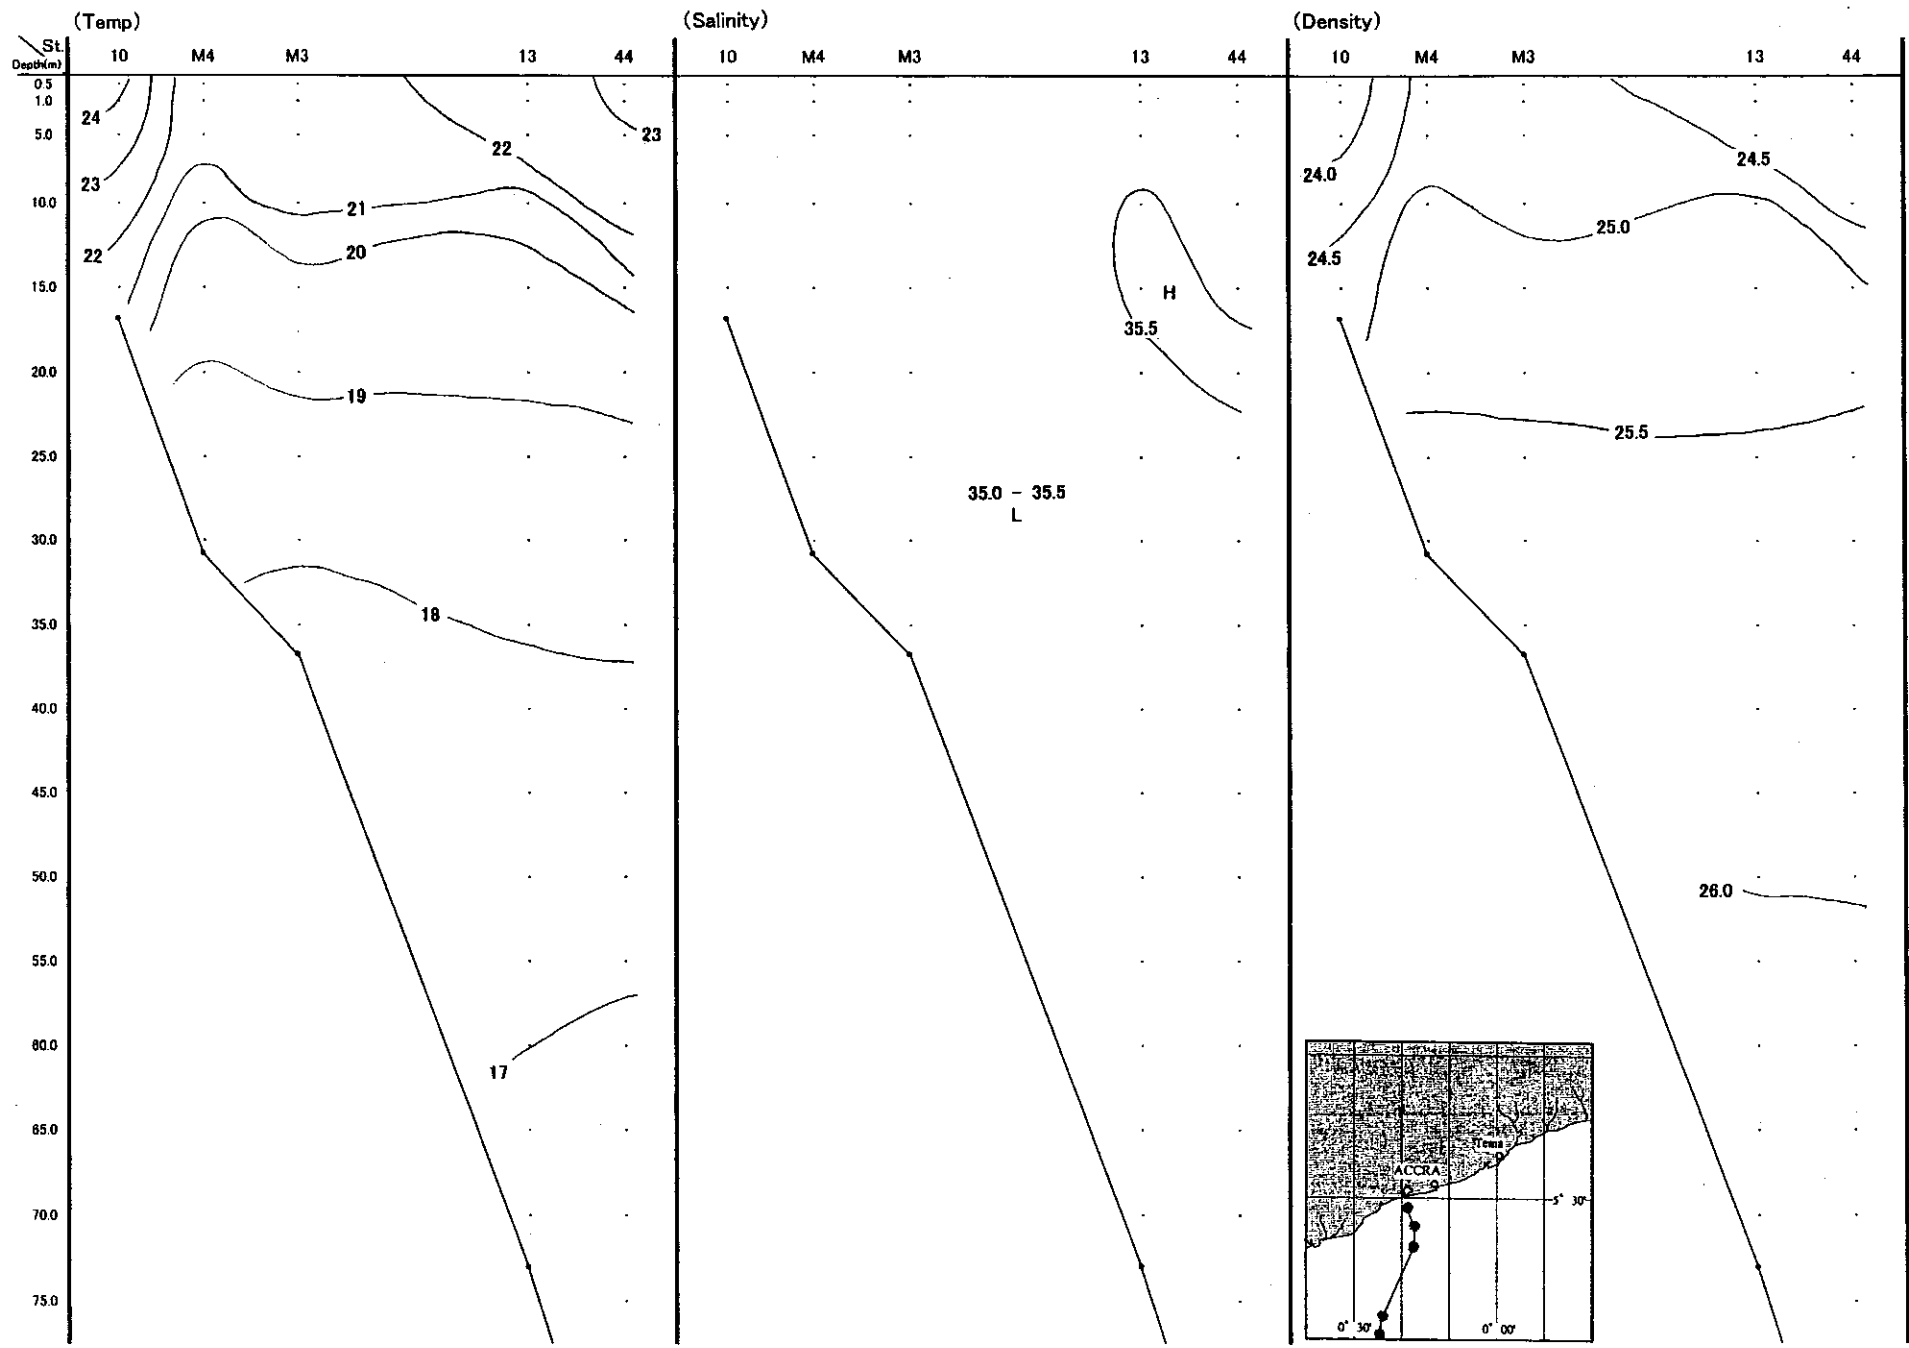 (Temp) (Salinity) (Density)
St. 10 M4 M3 13 44 10 M4 M3 13 44 10 M4 M3 13 44
Depth(m)
0.5
1.0
24
5.0 23
22
24.5
24.0
23
10.0 21
25.0
20
22 24.5
15.0 H
35.5
20.0
19
25.5
25.0
35.0 - 35.5
L
30.0
18
35.0
40.0
45.0
50.0
26.0
55.0
60.0
17
65.0
Tema
ACCRA
70.0 5° 30'
75.0
0° 30' 0° 00'